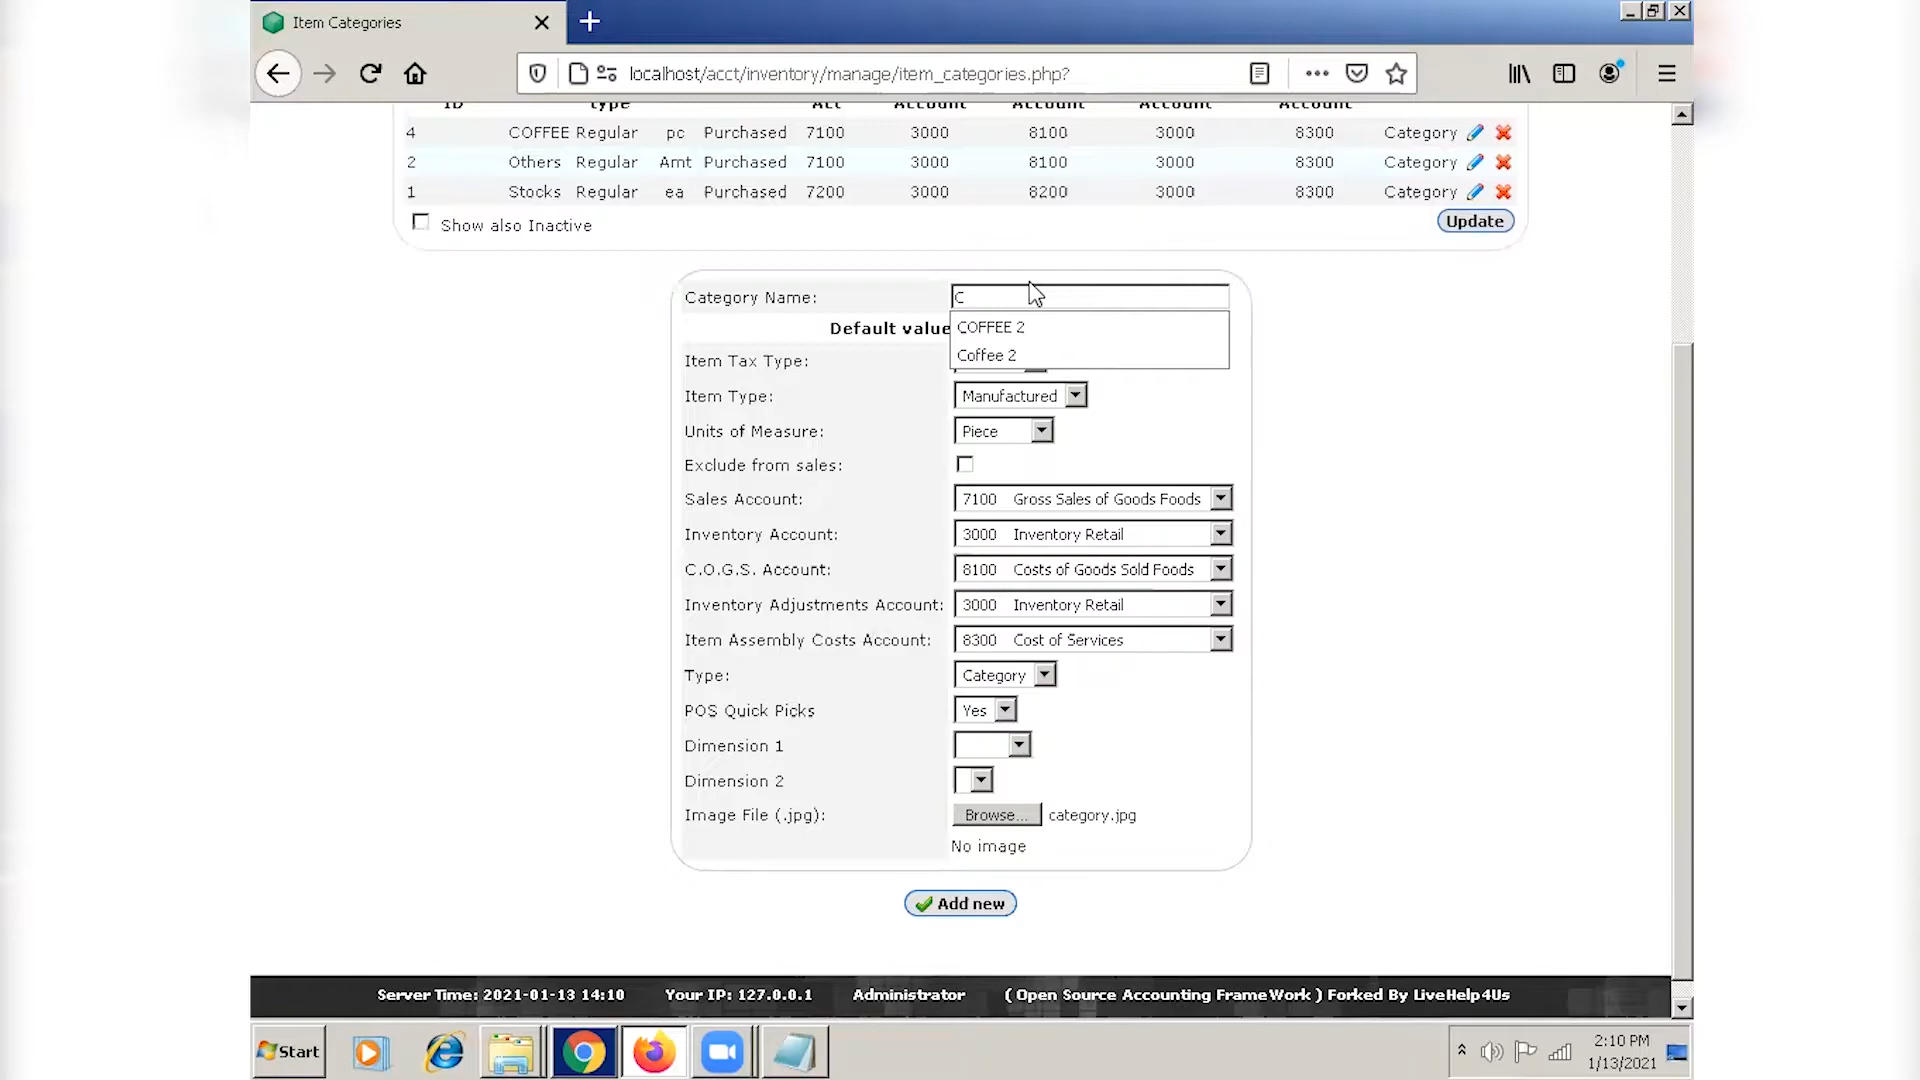 Item Categories
localhost/acct/inventory/manage/item_categories.php?
ID type Act Account Account Account Account
4 COFFEE Regular pc Purchased 7100 3000 8100 3000 8300 Category
2 Others Regular Amt Purchased 7100 3000 8100 3000 8300 Category
1 Stocks Regular ea Purchased 7200 3000 8200 3000 8300 Category
Show also Inactive Update
Category Name: C
COFFEE 2
Default value
Coffee 2
Item Tax Type:
Item Type: Manufactured
Units of Measure: Piece
Exclude from sales:
Sales Account: 7100 Gross Sales of Goods Foods
Inventory Account: 3000 Inventory Retail
C.O.G.S. Account: 8100 Costs of Goods Sold Foods
Inventory Adjustments Account: 3000 Inventory Retail
Item Assembly Costs Account: 8300 Cost of Services
Type: Category
POS Quick Picks Yes
Dimension 1
Dimension 2
Image File (.jpg): Browse... category.jpg
No image
Add new
Server Time: 2021-01-13 14:10 Your IP: 127.0.0.1 Administrator ( Open Source Accounting FrameWork ) Forked By LiveHelp4Us
Start
2:10 PM
1/13/2021